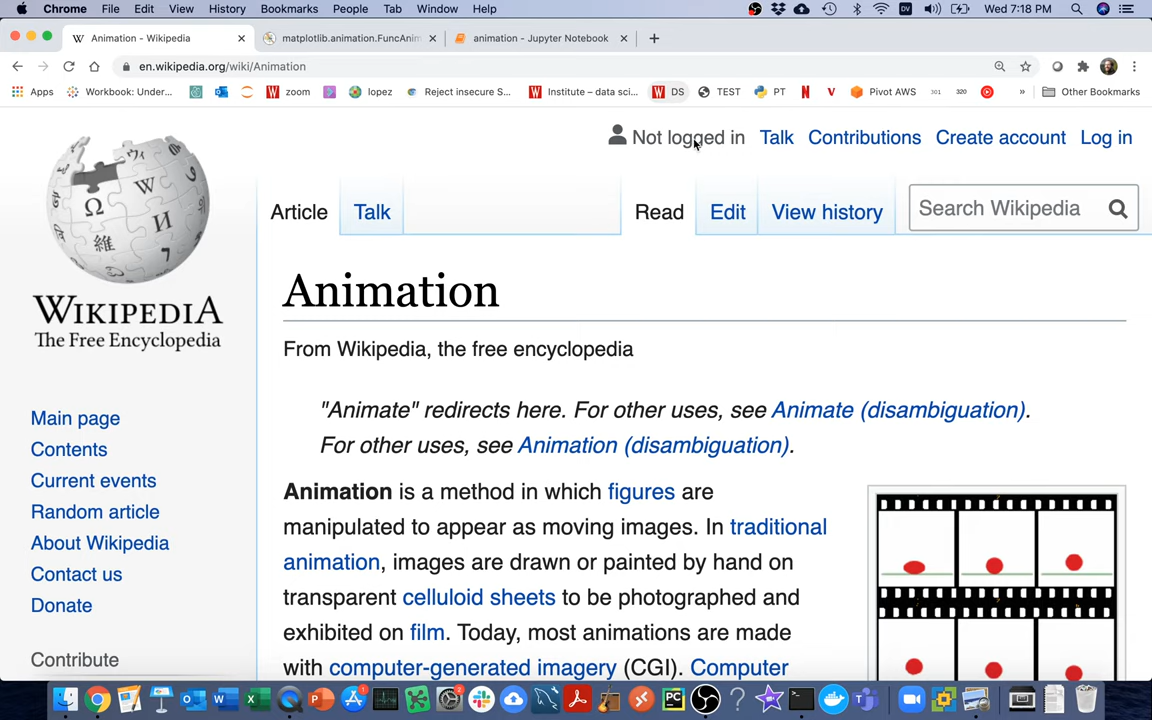 Chrome File Edit View History Bookmarks People Tab Window Help Wed 7:18 PM
Animation - Wikipedia matplotlib.animation.FuncAnim animation - Jupyter Notebook
en.wikipedia.org/wiki/Animation
Apps Workbook: Under... zoom lopez Reject insecure S... Institute – data sci... DS TEST PT Pivot AWS 301 320 » Other Bookmarks
Not logged in Talk Contributions Create account Log in
Article Talk Read Edit View history Search Wikipedia
WIKIPEDIA
The Free Encyclopedia
Main page
Contents
Current events
Random article
About Wikipedia
Contact us
Donate
Contribute
Animation
From Wikipedia, the free encyclopedia
"Animate" redirects here. For other uses, see Animate (disambiguation).
For other uses, see Animation (disambiguation).
Animation is a method in which figures are
manipulated to appear as moving images. In traditional
animation, images are drawn or painted by hand on
transparent celluloid sheets to be photographed and
exhibited on film. Today, most animations are made
with computer-generated imagery (CGI). Computer